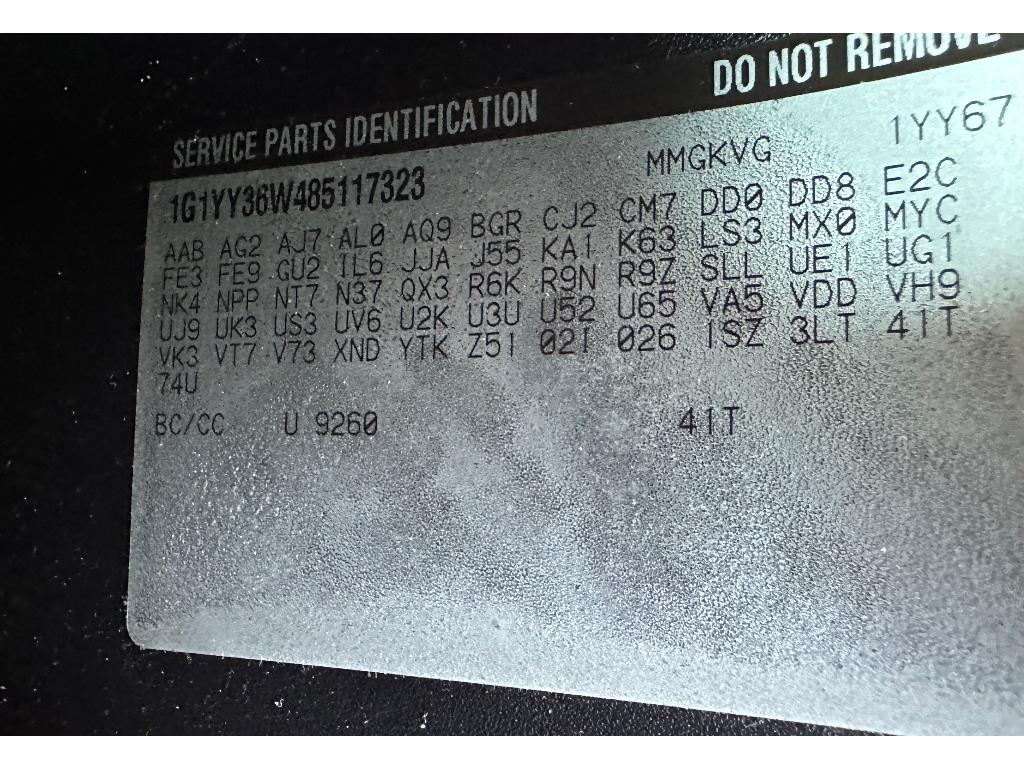 DO NOT REMOVE
SERVICE PARTS IDENTIFICATION
1G1YY36W485117323 MMGKVG 1YY67
AAB AG2 AJ7 AL0 AQ9 BGR CJ2 CM7 DD0 DD8 E2C
FE3 FE9 GU2 IL6 JJA J55 KA1 K63 LS3 MX0 MYC
NK4 NPP NT7 N37 QX3 R6K R9N R9Z SLL UE1 UG1
UJ9 UK3 US3 UV6 U2K U3U U52 U65 VA5 VDD VH9
VK3 VT7 V73 XND YTK Z51 02I 026 ISZ 3LT 4IT
74U
BC/CC U 9260 4IT